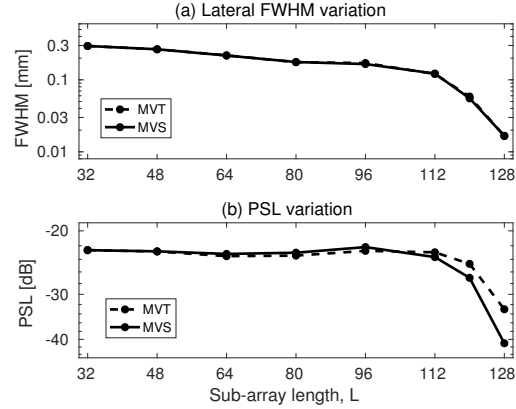 (a) Lateral FWHM variation
FWHM [mm]
0.3
0.1
0.03
0.01
MVT
MVS
32 48 64 80 96 112 128
(b) PSL variation
PSL [dB]
-20
-30
-40
MVT
MVS
32 48 64 80 96 112 128
Sub-array length, L